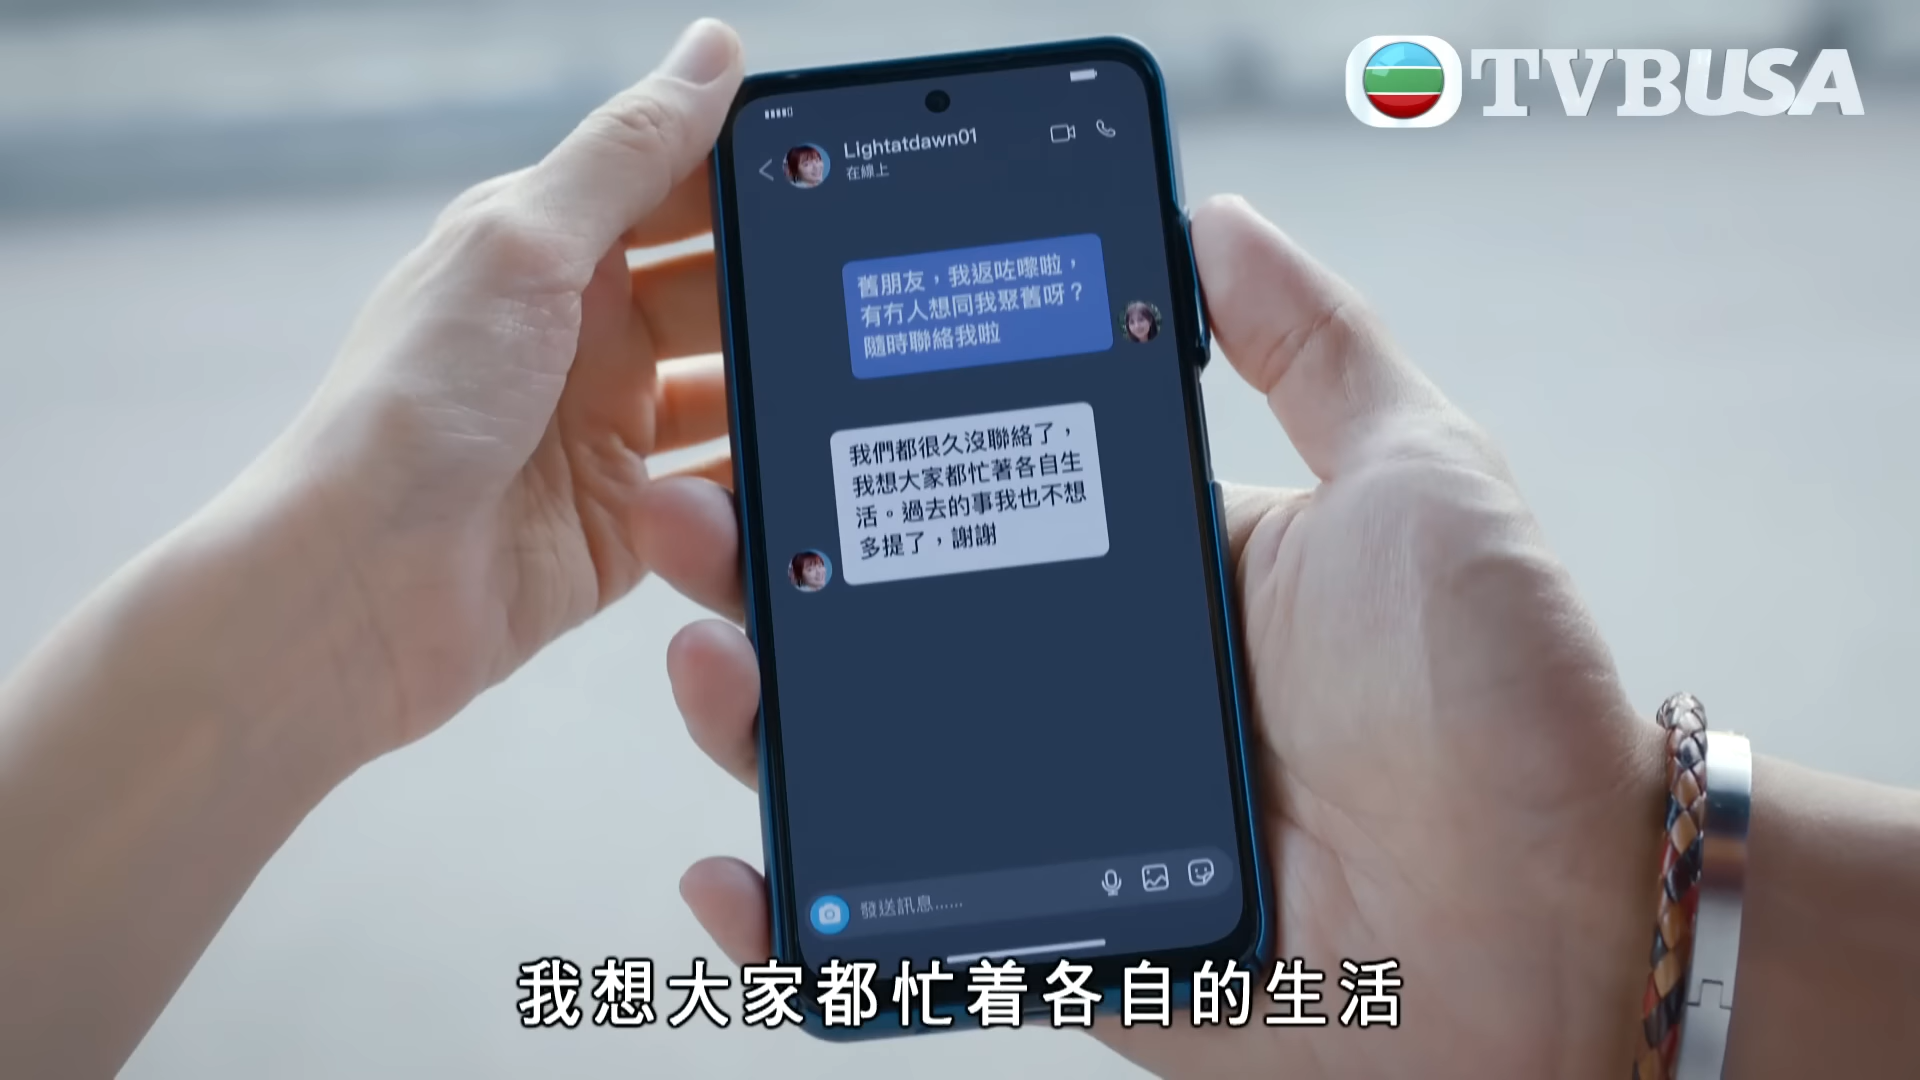 TVBUSA
Lightatdawn01
在線上
舊朋友，我返咗嚟啦，
有冇人想同我聚舊呀？
隨時聯絡我啦
我們都很久沒聯絡了，
我想大家都忙著各自生
活。過去的事我也不想
多提了，謝謝
發送訊息......
我想大家都忙着各自的生活